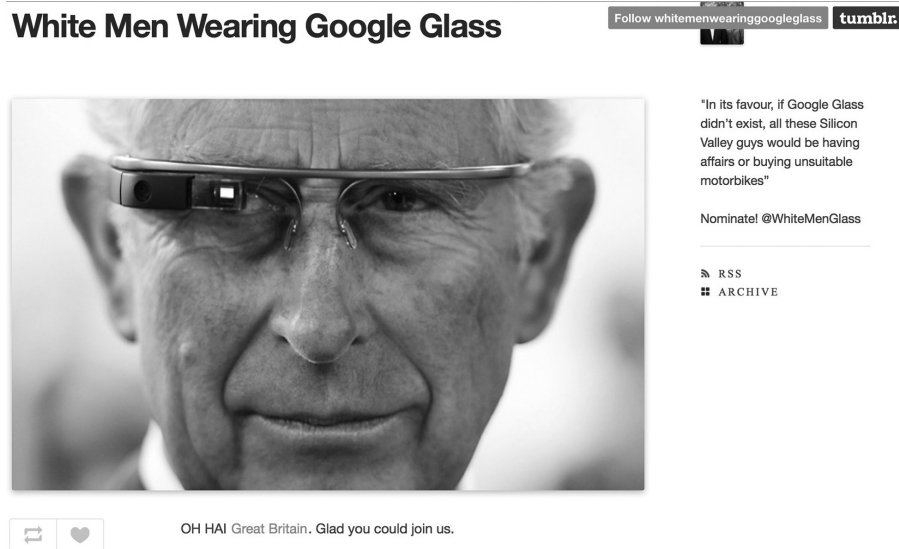 White Men Wearing Google Glass
Follow whitemenwearinggoogleglass
tumblr.
"In its favour, if Google Glass
didn't exist, all these Silicon
Valley guys would be having
affairs or buying unsuitable
motorbikes”
Nominate! @WhiteMenGlass
RSS
ARCHIVE
OH HAI Great Britain. Glad you could join us.